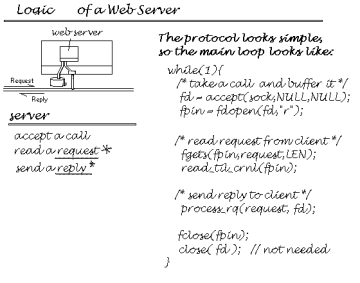 Logic of a Web Server
web server
Request
Reply
server
accept a call
read a request*
send a reply*
The protocol looks simple,
so the main loop looks like:
while(1){
/* take a call and buffer it */
fd = accept(sock,NULL,NULL);
fpin = fdopen(fd,"r");
/* read request from client */
fgets(fpin,request,LEN);
read_til_crnl(fpin);
/* send reply to client */
process_rq(request, fd);
fclose(fpin);
close( fd ); // not needed
}